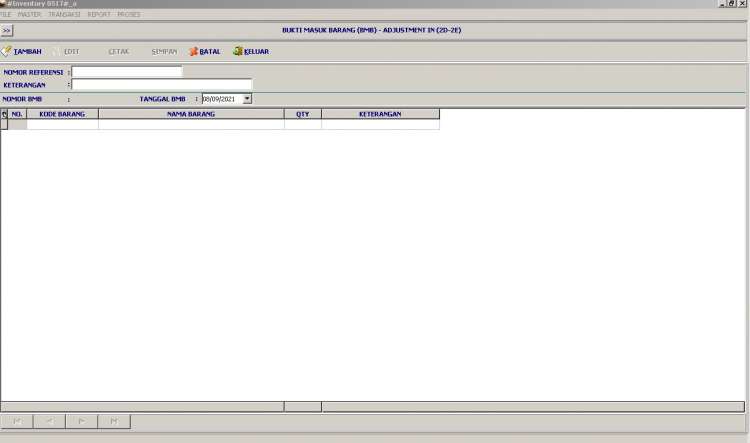 #Inventory 0517#_a
FILE MASTER TRANSAKSI REPORT PROSES
>> BUKTI MASUK BARANG (BMB) - ADJUSTMENT IN (2D-2E)
TAMBAH EDIT CETAK SIMPAN BATAL KELUAR
NOMOR REFERENSI :
KETERANGAN :
NOMOR BMB : TANGGAL BMB : 08/09/2021
NO. KODE BARANG NAMA BARANG QTY KETERANGAN